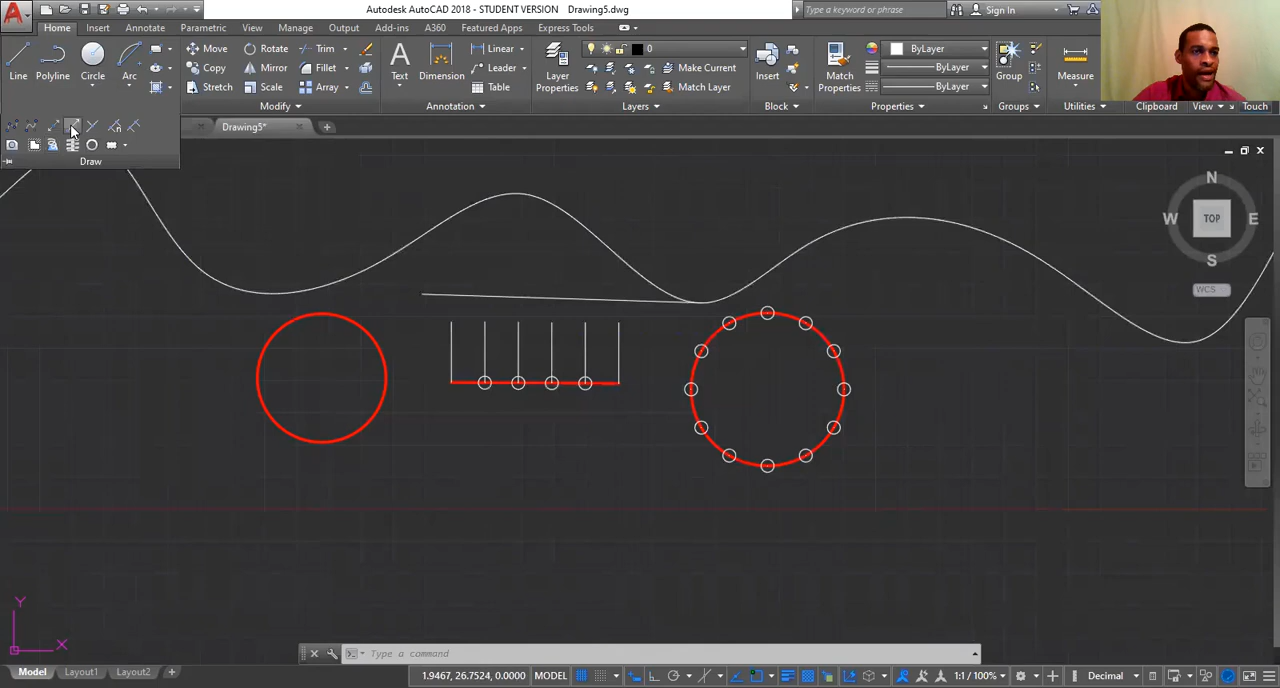 Autodesk AutoCAD 2018 - STUDENT VERSION Drawing5.dwg
Type a keyword or phrase
Sign In
Home Insert Annotate Parametric View Manage Output Add-ins A360 Featured Apps Express Tools
Line Polyline Circle Arc
Move Rotate Trim
Copy Mirror Fillet
Stretch Scale Array
Modify
Text Dimension
Linear
Leader
Table
Annotation
Layer Properties
0
Make Current
Match Layer
Layers
Insert
Block
Match Properties
ByLayer
ByLayer
ByLayer
Properties
Group
Groups
Measure
Utilities
Clipboard
View
Touch
Draw
Drawing5*
N
W TOP E
S
WCS
Y
X
Type a command
Model Layout1 Layout2
1.9467, 26.7524, 0.0000 MODEL
1:1 / 100%
Decimal